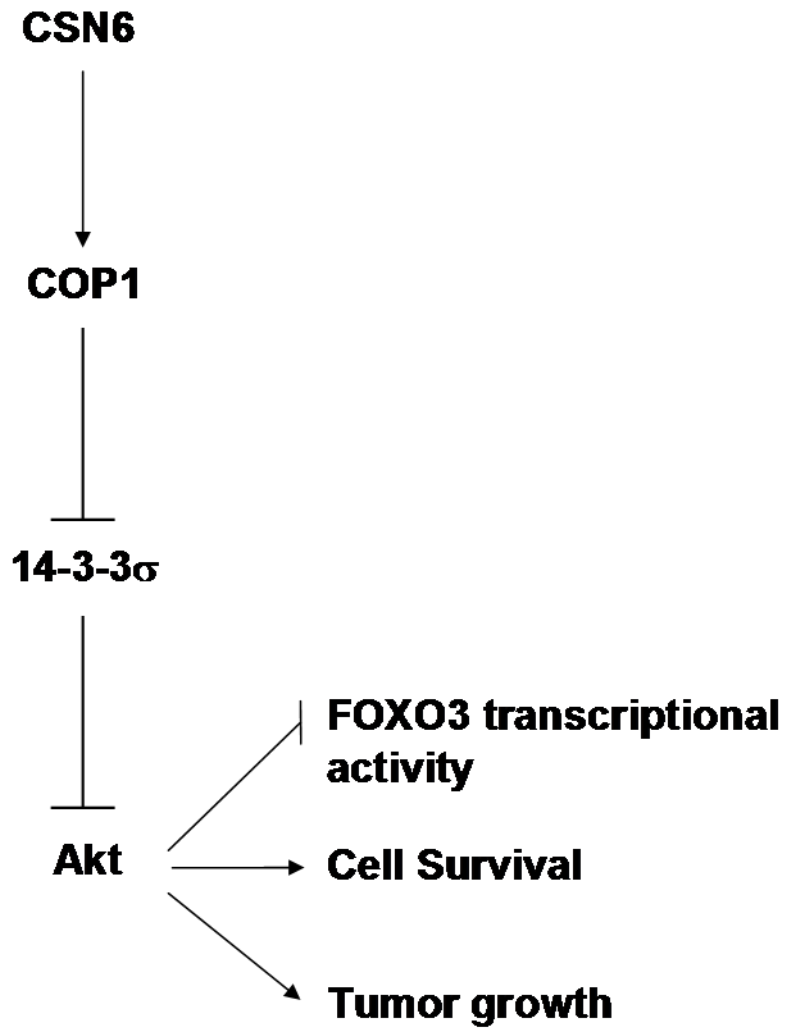 CSN6
COP1
14-3-3σ
FOXO3 transcriptional
activity
Akt
Cell Survival
Tumor growth